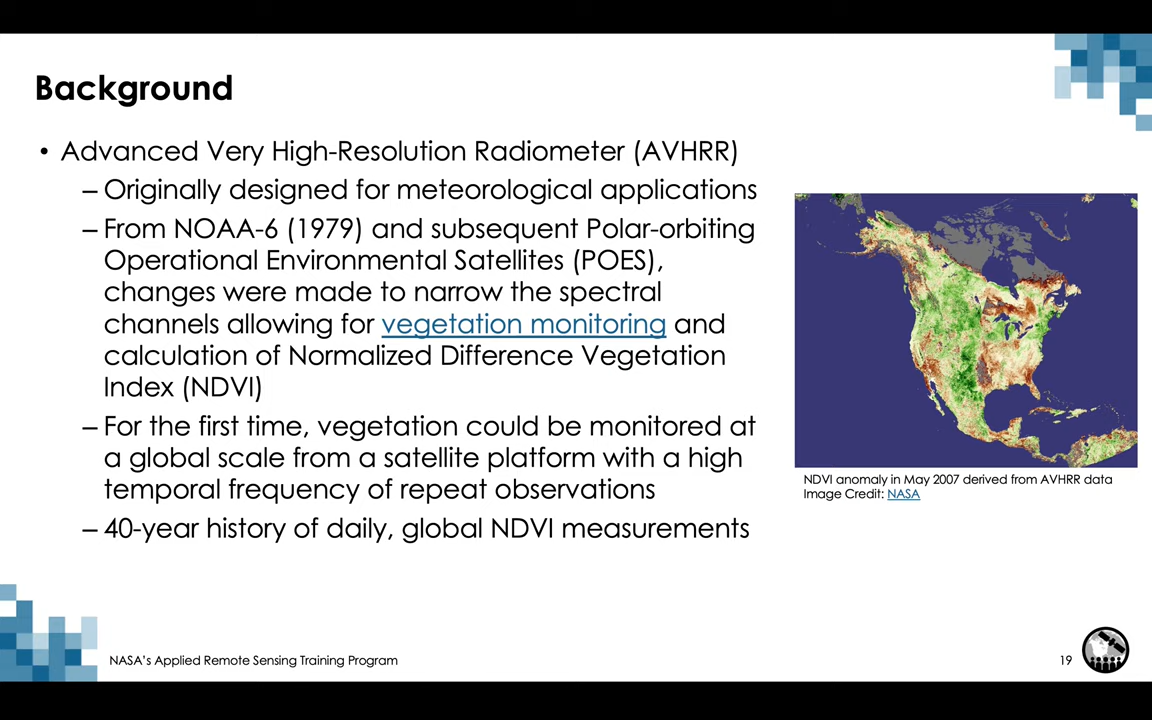 Background
• Advanced Very High-Resolution Radiometer (AVHRR)
– Originally designed for meteorological applications
– From NOAA-6 (1979) and subsequent Polar-orbiting
Operational Environmental Satellites (POES),
changes were made to narrow the spectral
channels allowing for vegetation monitoring and
calculation of Normalized Difference Vegetation
Index (NDVI)
– For the first time, vegetation could be monitored at
a global scale from a satellite platform with a high
temporal frequency of repeat observations
– 40-year history of daily, global NDVI measurements
NDVI anomaly in May 2007 derived from AVHRR data
Image Credit: NASA
NASA’s Applied Remote Sensing Training Program
19